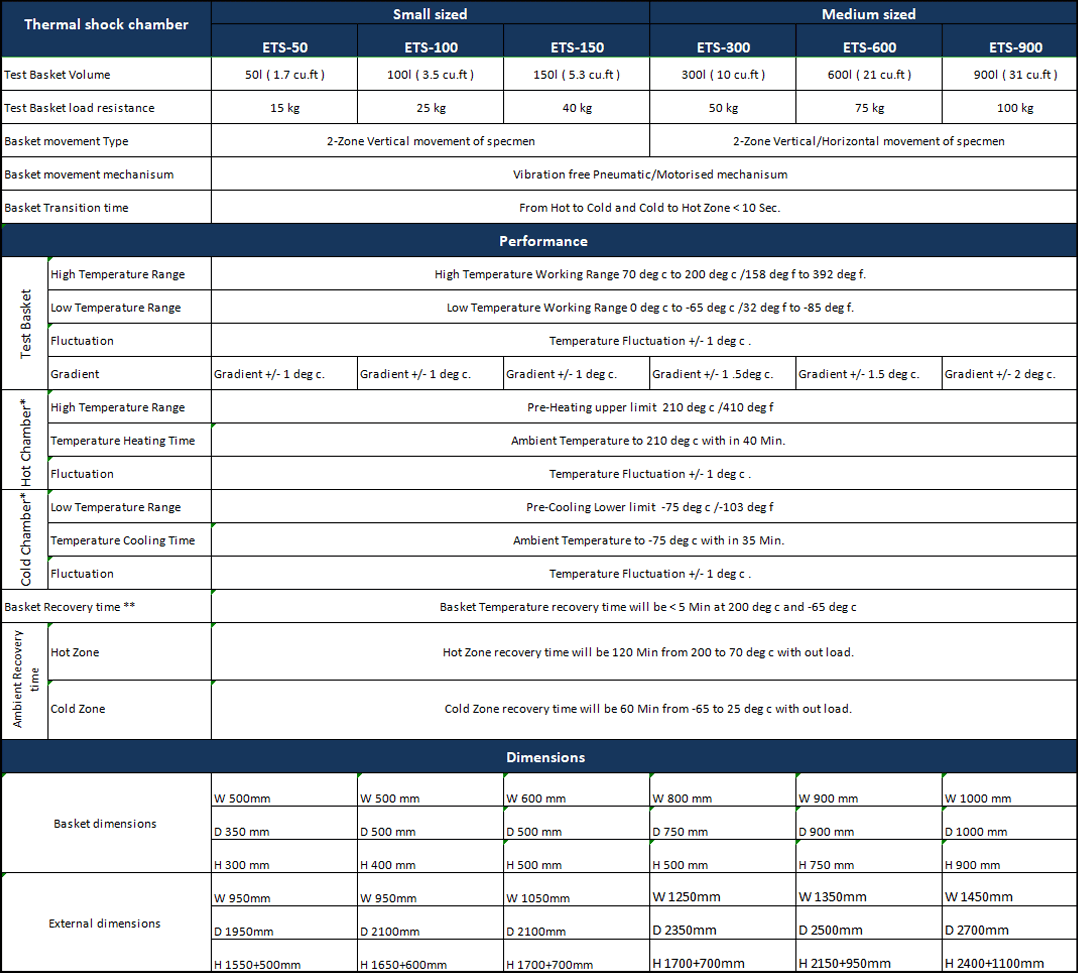 Thermal shock chamber Small sized Medium sized
ETS-50 ETS-100 ETS-150 ETS-300 ETS-600 ETS-900
Test Basket Volume 50l ( 1.7 cu.ft ) 100l ( 3.5 cu.ft ) 150l ( 5.3 cu.ft ) 300l ( 10 cu.ft ) 600l ( 21 cu.ft ) 900l ( 31 cu.ft )
Test Basket load resistance 15 kg 25 kg 40 kg 50 kg 75 kg 100 kg
Basket movement Type 2-Zone Vertical movement of specmen 2-Zone Vertical/Horizontal movement of specmen
Basket movement mechanisum Vibration free Pneumatic/Motorised mechanisum
Basket Transition time From Hot to Cold and Cold to Hot Zone < 10 Sec.
Performance
Test Basket
High Temperature Range High Temperature Working Range 70 deg c to 200 deg c /158 deg f to 392 deg f.
Low Temperature Range Low Temperature Working Range 0 deg c to -65 deg c /32 deg f to -85 deg f.
Fluctuation Temperature Fluctuation +/- 1 deg c .
Gradient Gradient +/- 1 deg c. Gradient +/- 1 deg c. Gradient +/- 1 deg c. Gradient +/- 1 .5deg c. Gradient +/- 1.5 deg c. Gradient +/- 2 deg c.
Hot Chamber*
High Temperature Range Pre-Heating upper limit 210 deg c /410 deg f
Temperature Heating Time Ambient Temperature to 210 deg c with in 40 Min.
Fluctuation Temperature Fluctuation +/- 1 deg c .
Cold Chamber*
Low Temperature Range Pre-Cooling Lower limit -75 deg c /-103 deg f
Temperature Cooling Time Ambient Temperature to -75 deg c with in 35 Min.
Fluctuation Temperature Fluctuation +/- 1 deg c .
Basket Recovery time ** Basket Temperature recovery time will be < 5 Min at 200 deg c and -65 deg c
Ambient Recovery
time
Hot Zone Hot Zone recovery time will be 120 Min from 200 to 70 deg c with out load.
Cold Zone Cold Zone recovery time will be 60 Min from -65 to 25 deg c with out load.
Dimensions
Basket dimensions
W 500mm W 500 mm W 600 mm W 800 mm W 900 mm W 1000 mm
D 350 mm D 500 mm D 500 mm D 750 mm D 900 mm D 1000 mm
H 300 mm H 400 mm H 500 mm H 500 mm H 750 mm H 900 mm
External dimensions
W 950mm W 950mm W 1050mm W 1250mm W 1350mm W 1450mm
D 1950mm D 2100mm D 2100mm D 2350mm D 2500mm D 2700mm
H 1550+500mm H 1650+600mm H 1700+700mm H 1700+700mm H 2150+950mm H 2400+1100mm